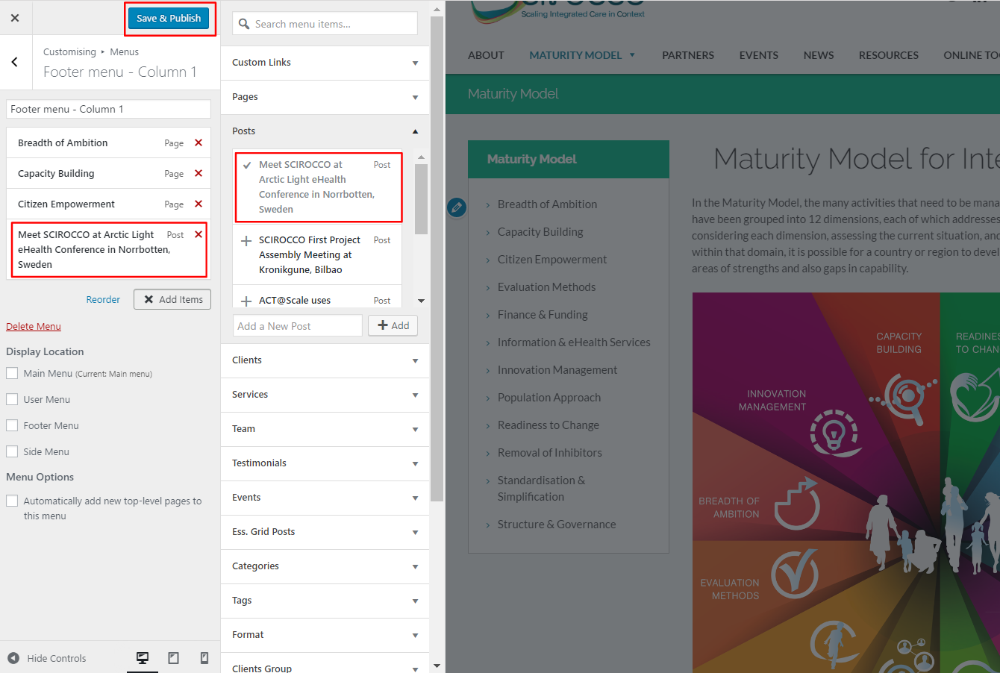 Save & Publish
Customising ▸ Menus
Footer menu - Column 1
Footer menu - Column 1
Breadth of Ambition Page
Capacity Building Page
Citizen Empowerment Page
Meet SCIROCCO at Arctic Light Post
eHealth Conference in Norrbotten,
Sweden
Reorder Add Items
Delete Menu
Display Location
Main Menu (Current: Main menu)
User Menu
Footer Menu
Side Menu
Menu Options
Automatically add new top-level pages to
this menu
Hide Controls
Search menu items...
Custom Links
Pages
Posts
Meet SCIROCCO at Post
Arctic Light eHealth
Conference in Norrbotten,
Sweden
SCIROCCO First Project Post
Assembly Meeting at
Kronikgune, Bilbao
ACT@Scale uses Post
Add a New Post Add
Clients
Services
Team
Testimonials
Events
Ess. Grid Posts
Categories
Tags
Format
Clients Group
Scaling Integrated Care in Context
ABOUT MATURITY MODEL PARTNERS EVENTS NEWS RESOURCES ONLINE TOO
Maturity Model
Maturity Model
Breadth of Ambition
Capacity Building
Citizen Empowerment
Evaluation Methods
Finance & Funding
Information & eHealth Services
Innovation Management
Population Approach
Readiness to Change
Removal of Inhibitors
Standardisation &
Simplification
Structure & Governance
Maturity Model for Inte
In the Maturity Model, the many activities that need to be mana
have been grouped into 12 dimensions, each of which addresses
considering each dimension, assessing the current situation, and
within that domain, it is possible for a country or region to devel
areas of strengths and also gaps in capability.
CAPACITY
BUILDING
READINES
TO CHAN
INNOVATION
MANAGEMENT
BREADTH OF
AMBITION
EVALUATION
METHODS